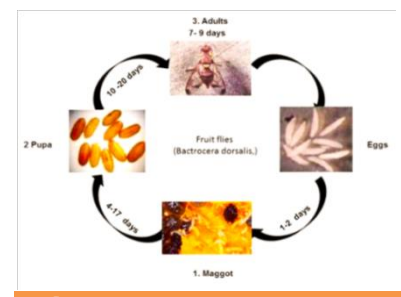 3. Adults
7- 9 days
10 -20 days
2 Pupa
Fruit flies
(Bactrocera dorsalis,)
Eggs
4-17 days
1-2 days
1. Maggot